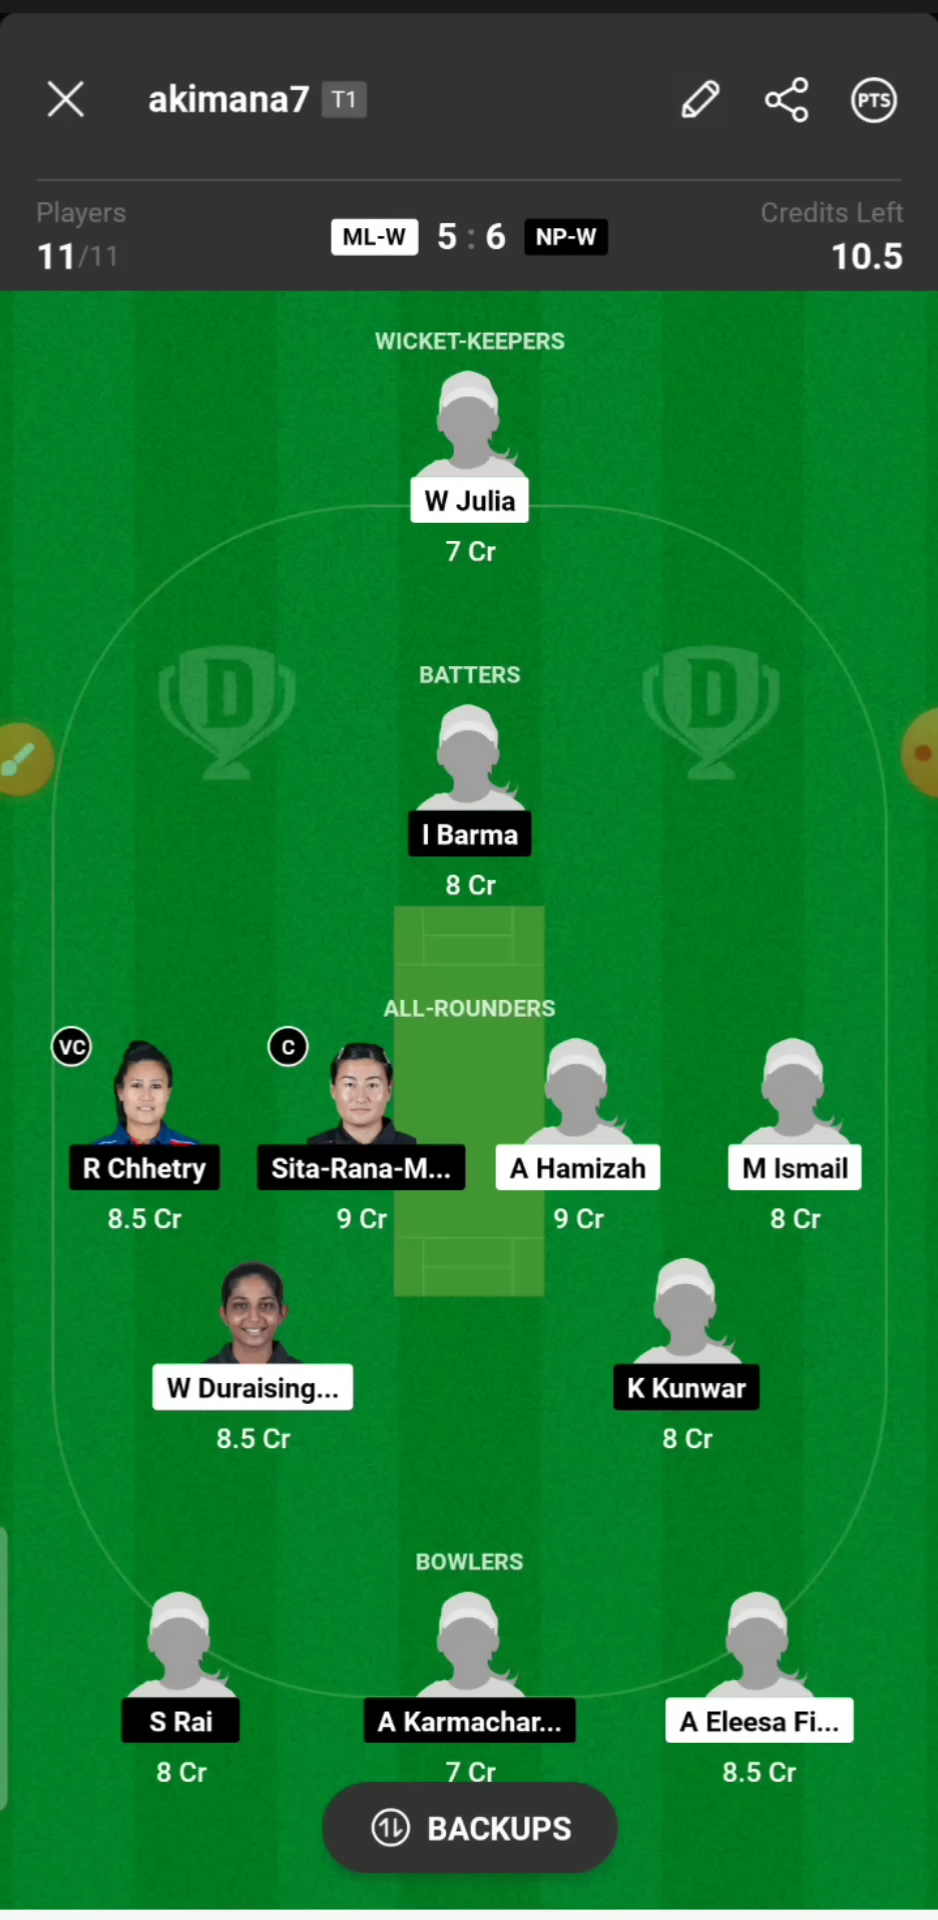 akimana7 T1 PTS
Players Credits Left
11/11 ML-W 5 : 6 NP-W 10.5
WICKET-KEEPERS
W Julia
7 Cr
D D
BATTERS
I Barma
8 Cr
ALL-ROUNDERS
VC C
R Chhetry Sita-Rana-M... A Hamizah M Ismail
8.5 Cr 9 Cr 9 Cr 8 Cr
W Duraising... K Kunwar
8.5 Cr 8 Cr
BOWLERS
S Rai A Karmachar... A Eleesa Fi...
8 Cr 7 Cr 8.5 Cr
BACKUPS